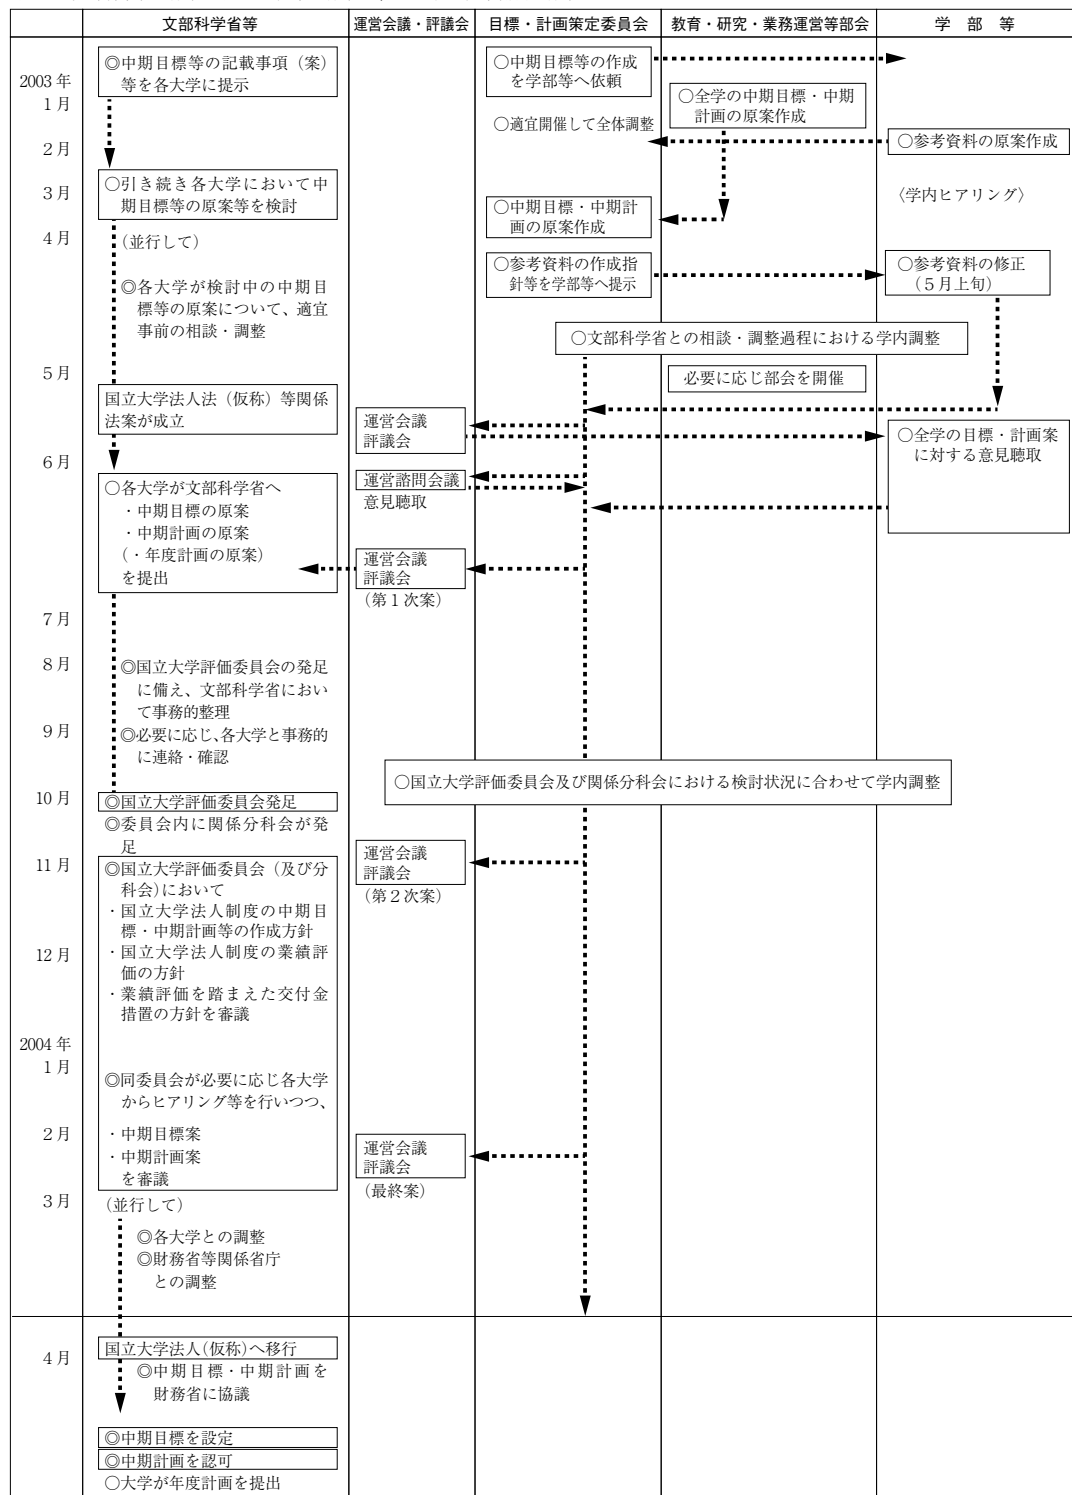 文部科学省等
運営会議・評議会
目標・計画策定委員会
教育・研究・業務運営等部会
学 部 等
2003年
1月
2月
3月
4月
5月
6月
7月
8月
9月
10月
11月
12月
2004年
1月
2月
3月
4月
◎中期目標等の記載事項（案）
等を各大学に提示
○引き続き各大学において中
期目標等の原案等を検討
（並行して）
◎各大学が検討中の中期目
標等の原案について、適宜
事前の相談・調整
国立大学法人法（仮称）等関係
法案が成立
○各大学が文部科学省へ
・中期目標の原案
・中期計画の原案
（・年度計画の原案）
を提出
◎国立大学評価委員会の発足
に備え、文部科学省におい
て事務的整理
◎必要に応じ、各大学と事務的
に連絡・確認
◎国立大学評価委員会発足
◎委員会内に関係分科会が発
足
◎国立大学評価委員会（及び分
科会）において
・国立大学法人制度の中期目
標・中期計画等の作成方針
・国立大学法人制度の業績評
価の方針
・業績評価を踏まえた交付金
措置の方針を審議
◎同委員会が必要に応じ各大学
からヒアリング等を行いつつ、
・中期目標案
・中期計画案
を審議
（並行して）
◎各大学との調整
◎財務省等関係省庁
との調整
国立大学法人（仮称）へ移行
◎中期目標・中期計画を
財務省に協議
◎中期目標を設定
◎中期計画を認可
○大学が年度計画を提出
運営会議
評議会
運営諮問会議
意見聴取
運営会議
評議会
（第１次案）
運営会議
評議会
（第２次案）
運営会議
評議会
（最終案）
○中期目標等の作成
を学部等へ依頼
○適宜開催して全体調整
○中期目標・中期計
画の原案作成
○参考資料の作成指
針等を学部等へ提示
○文部科学省との相談・調整過程における学内調整
○国立大学評価委員会及び関係分科会における検討状況に合わせて学内調整
○全学の中期目標・中期
計画の原案作成
必要に応じ部会を開催
○参考資料の原案作成
〈学内ヒアリング〉
○参考資料の修正
（５月上旬）
○全学の目標・計画案
に対する意見聴取